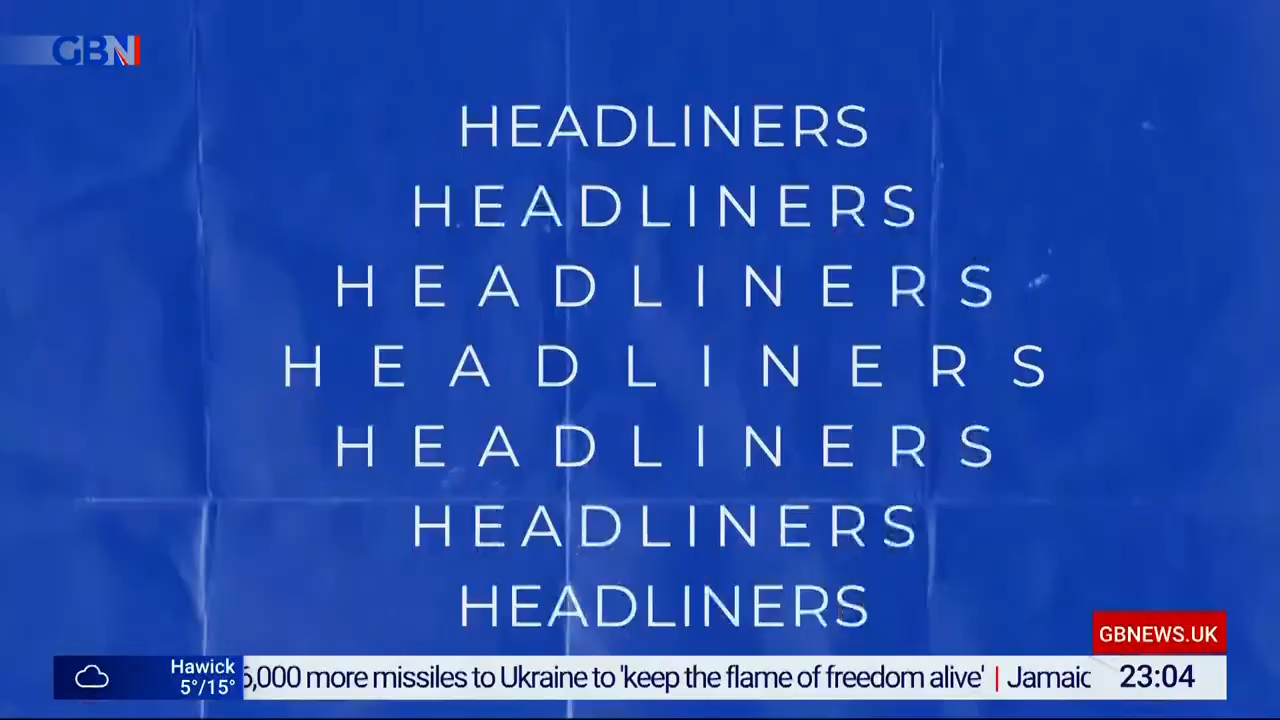 GBN
HEADLINERS
HEADLINERS
HEADLINERS
HEADLINERS
HEADLINERS
HEADLINERS
HEADLINERS
GBNEWS.UK
Hawick
5°/15°
6,000 more missiles to Ukraine to 'keep the flame of freedom alive' | Jamaic
23:04